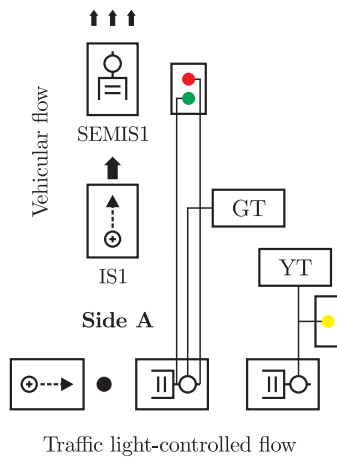 Vehicular flow
SEMIS1
IS1
GT
YT
Side A
Traffic light-controlled flow